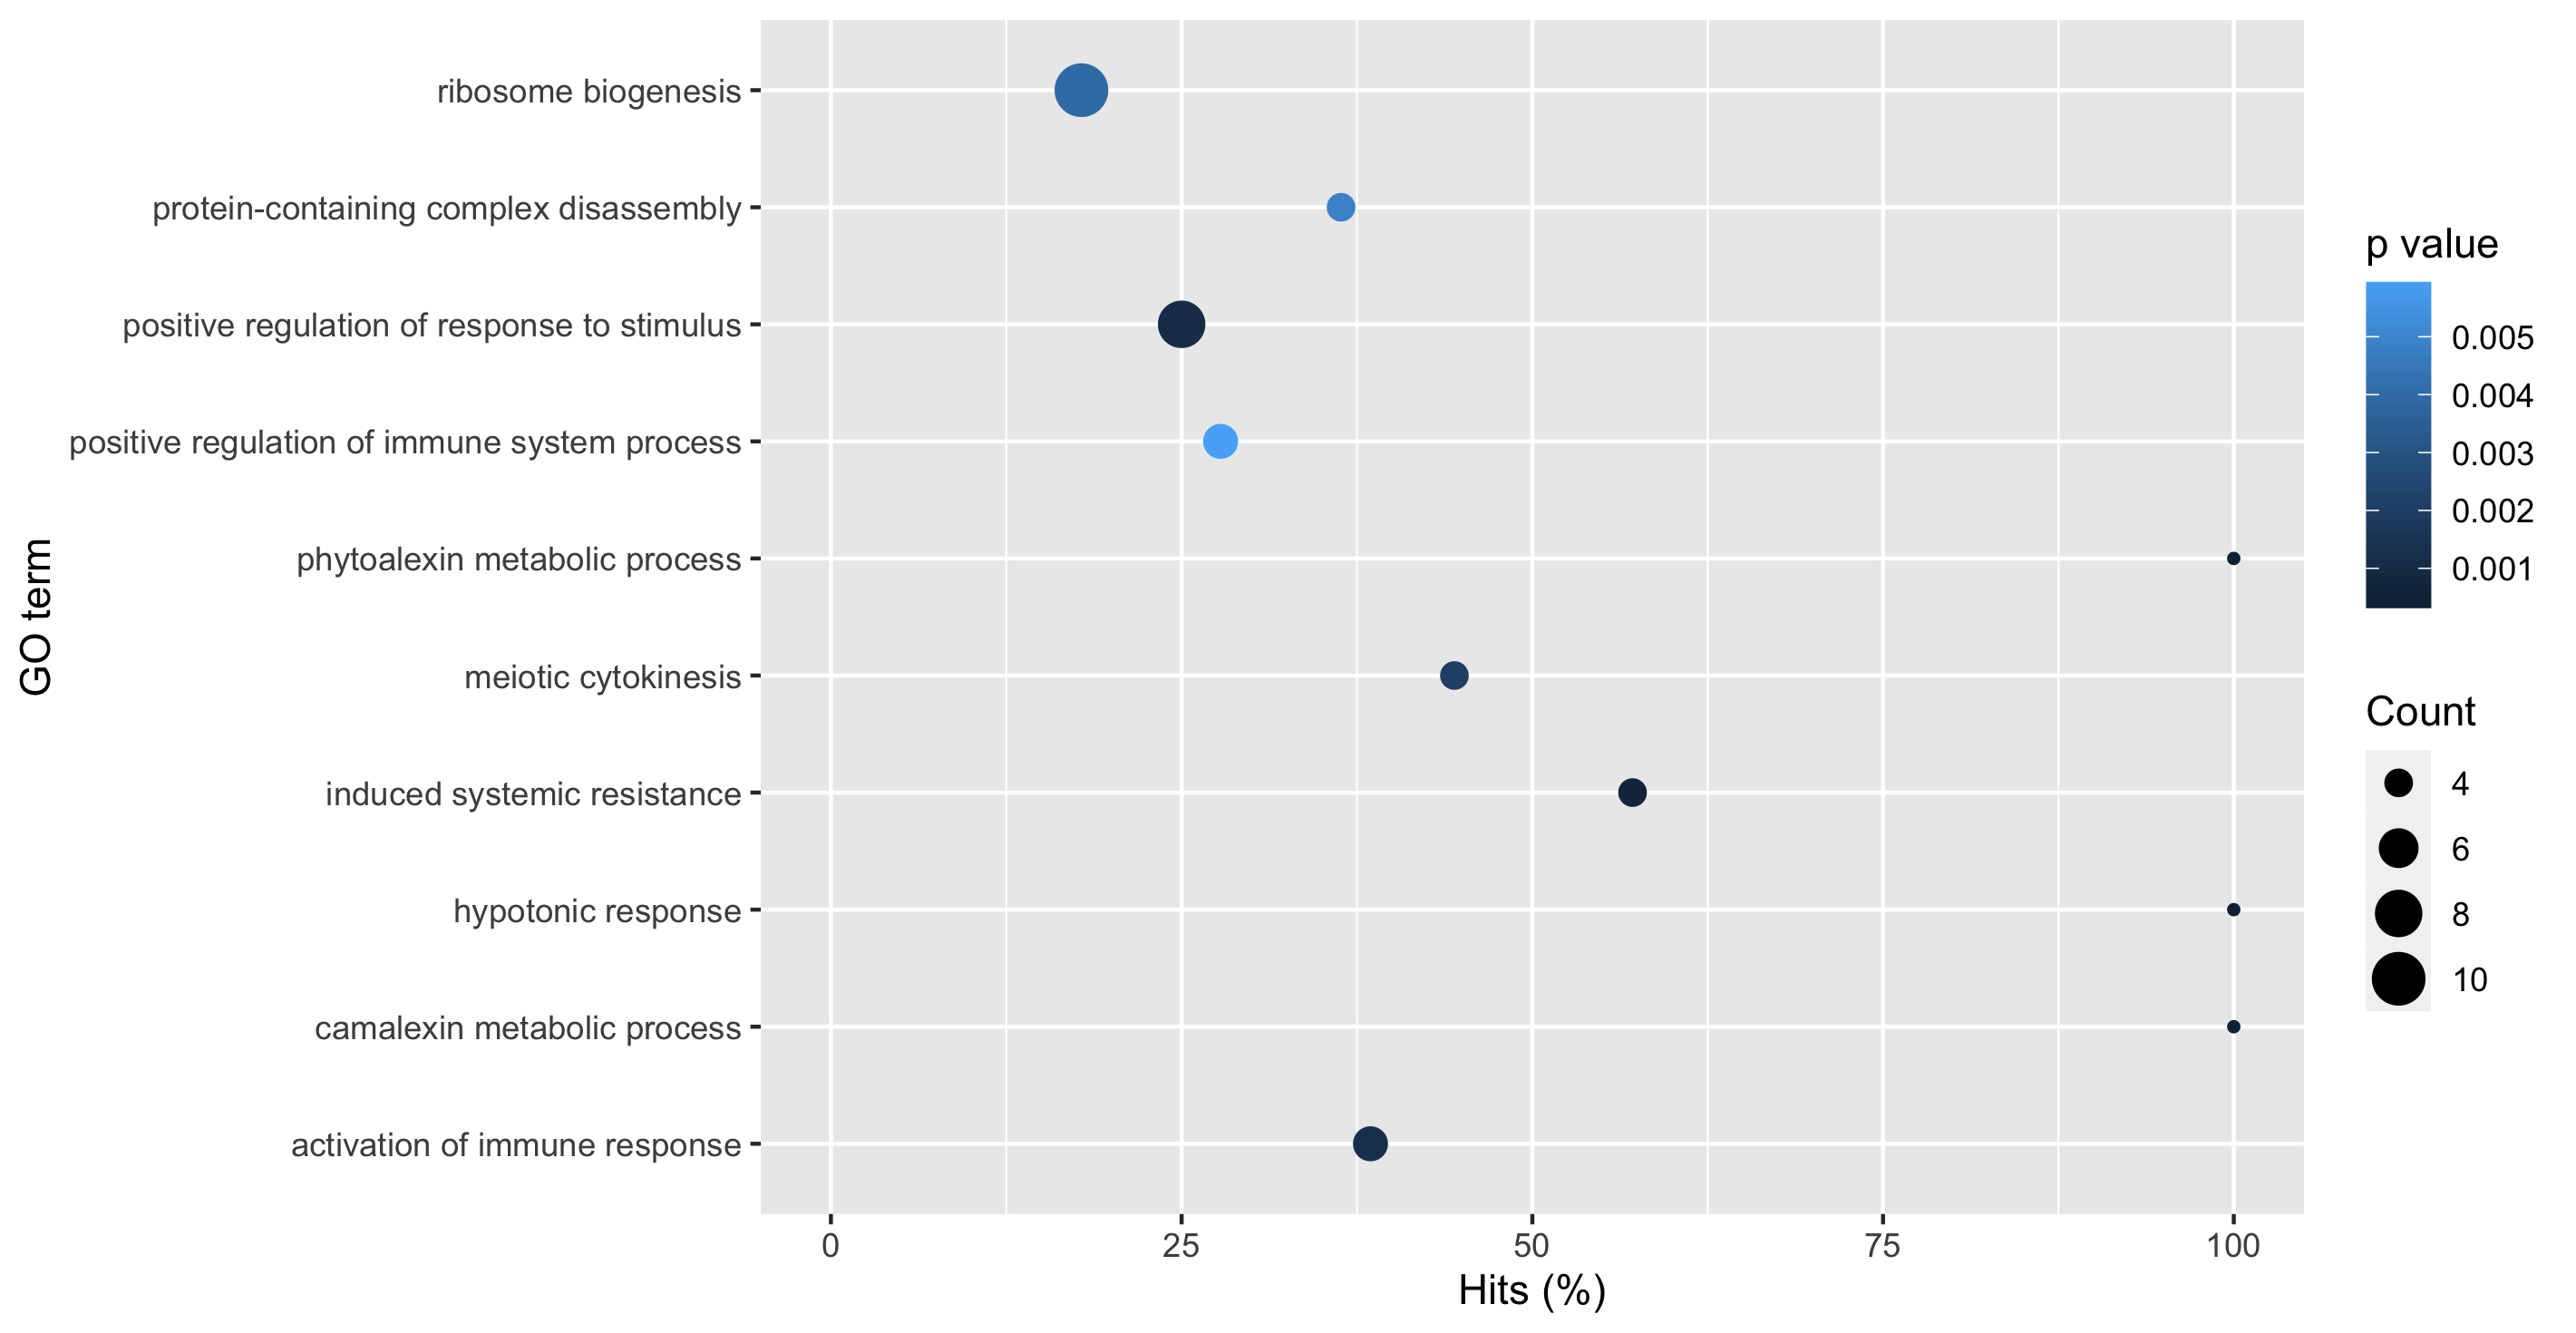 ribosome biogenesis
protein-containing complex disassembly
positive regulation of response to stimulus
positive regulation of immune system process
phytoalexin metabolic process
meiotic cytokinesis
induced systemic resistance
hypotonic response
camalexin metabolic process
activation of immune response
GO term
0 25 50 75 100
Hits (%)
p value
0.005
0.004
0.003
0.002
0.001
Count
4
6
8
10